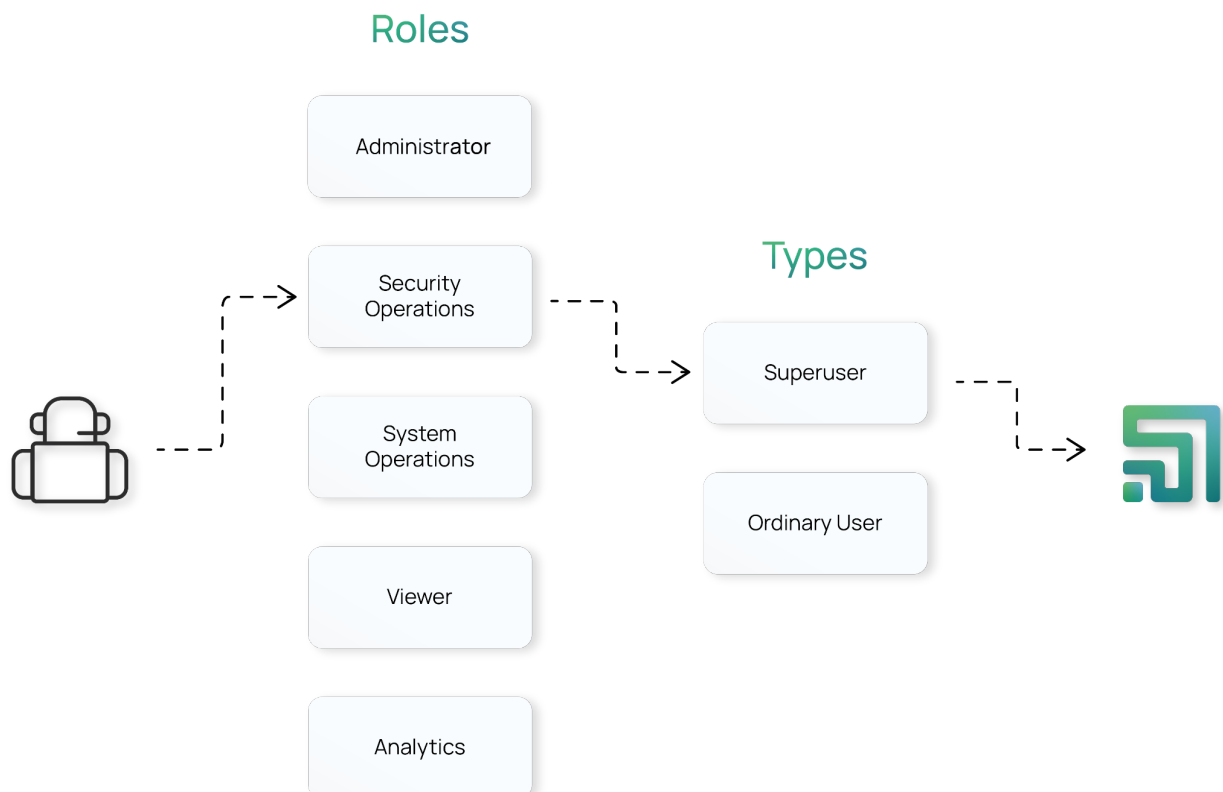 Roles
Administrator
Security
Operations
System
Operations
Viewer
Analytics
Types
Superuser
Ordinary User